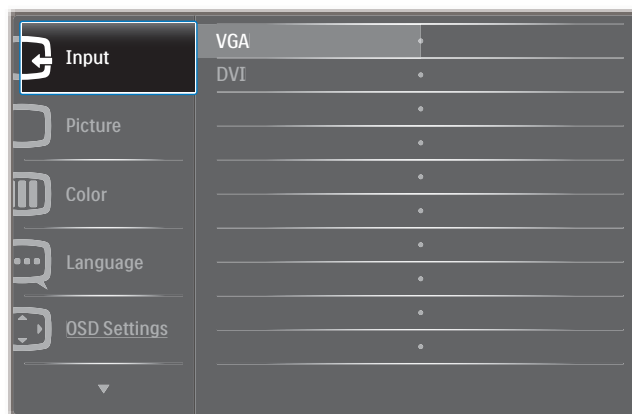 Input
Picture
Color
Language
OSD Settings
VGA
DVI